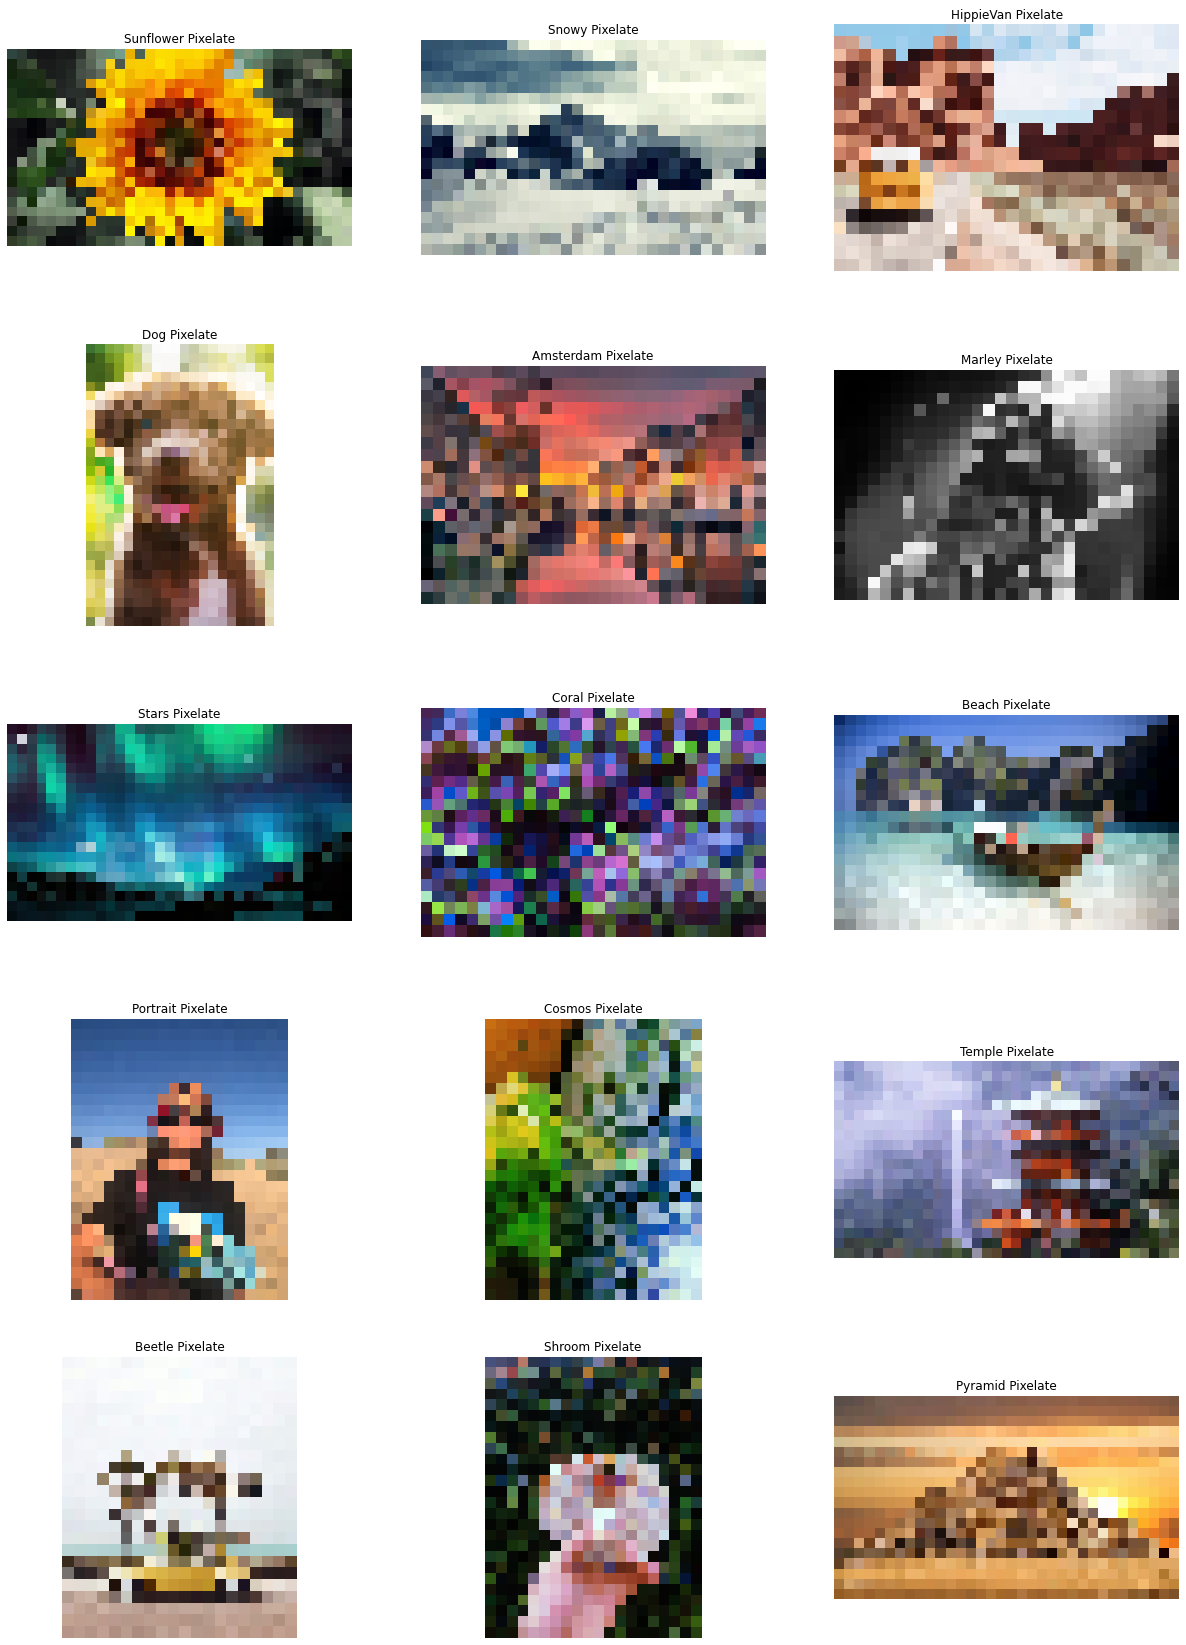 Sunflower Pixelate
Snowy Pixelate
HippieVan Pixelate
Dog Pixelate
Amsterdam Pixelate
Marley Pixelate
Stars Pixelate
Coral Pixelate
Beach Pixelate
Portrait Pixelate
Cosmos Pixelate
Temple Pixelate
Beetle Pixelate
Shroom Pixelate
Pyramid Pixelate